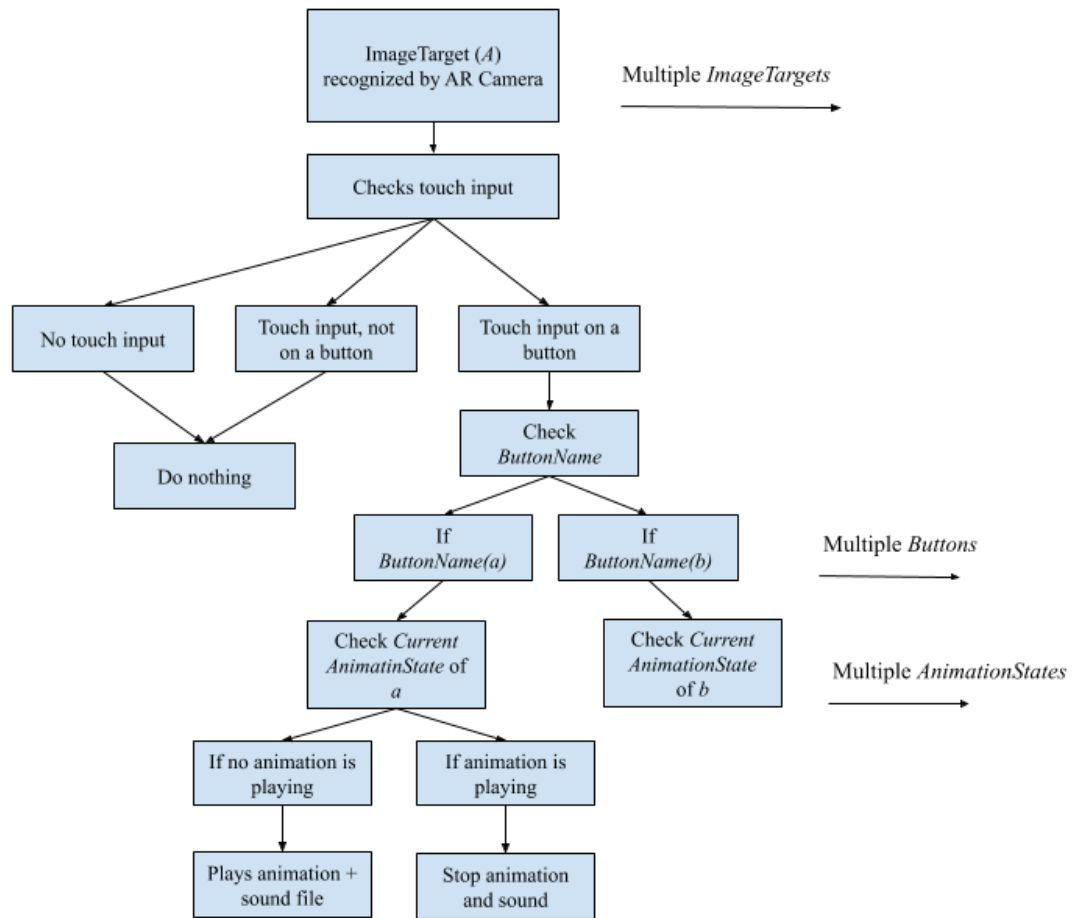 ImageTarget (A)
recognized by AR Camera
Multiple ImageTargets
Checks touch input
No touch input
Touch input, not
on a button
Touch input on a
button
Check
ButtonName
Do nothing
If
ButtonName(a)
If
ButtonName(b)
Multiple Buttons
Check Current
AnimatinState of
a
Check Current
AnimationState
of b
Multiple AnimationStates
If no animation is
playing
If animation is
playing
Plays animation +
sound file
Stop animation
and sound